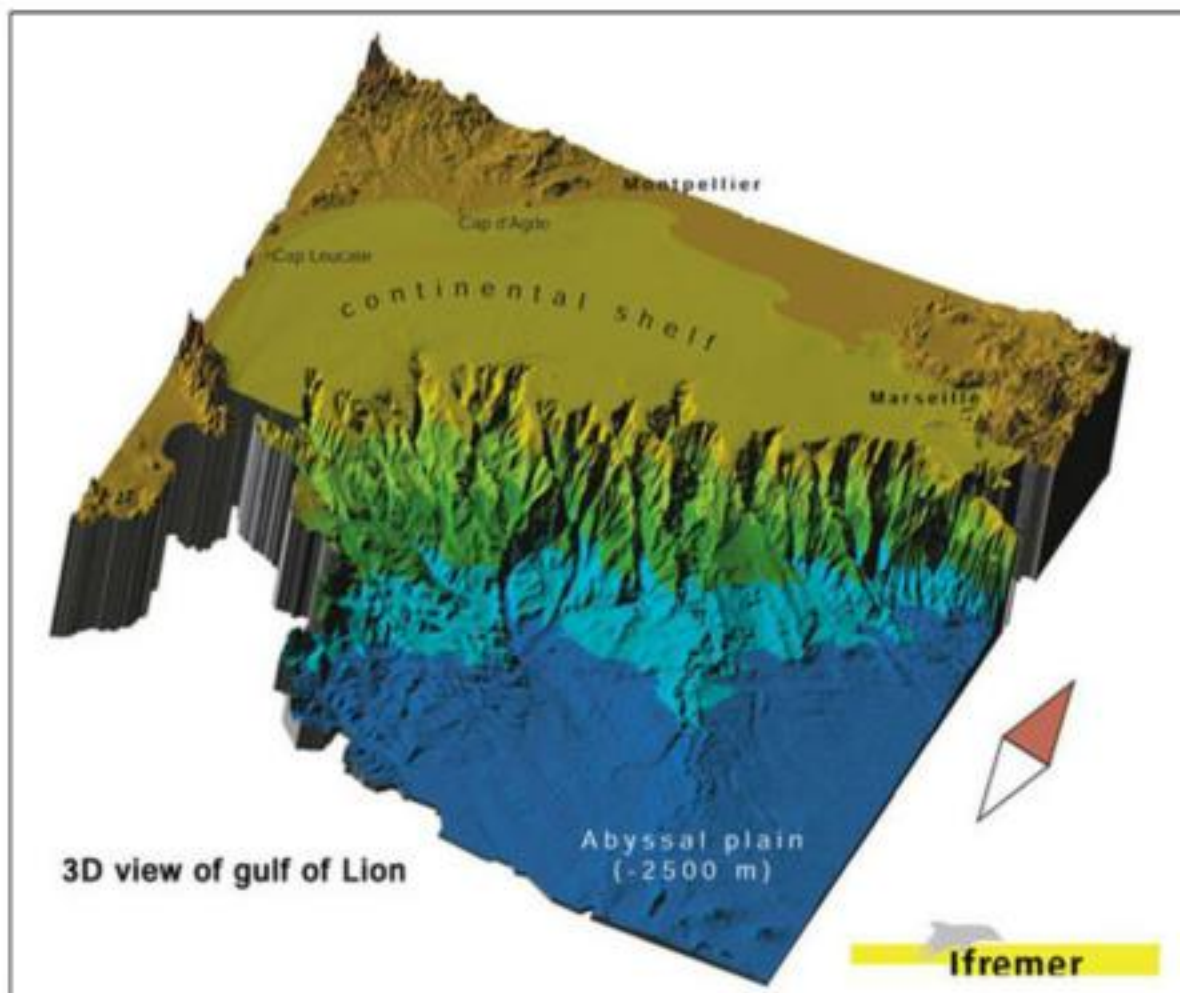 Montpellier
Cap d'Agde
Cap Leucate
continental shelf
Marseille
Abyssal plain
(-2500 m)
3D view of gulf of Lion
Ifremer